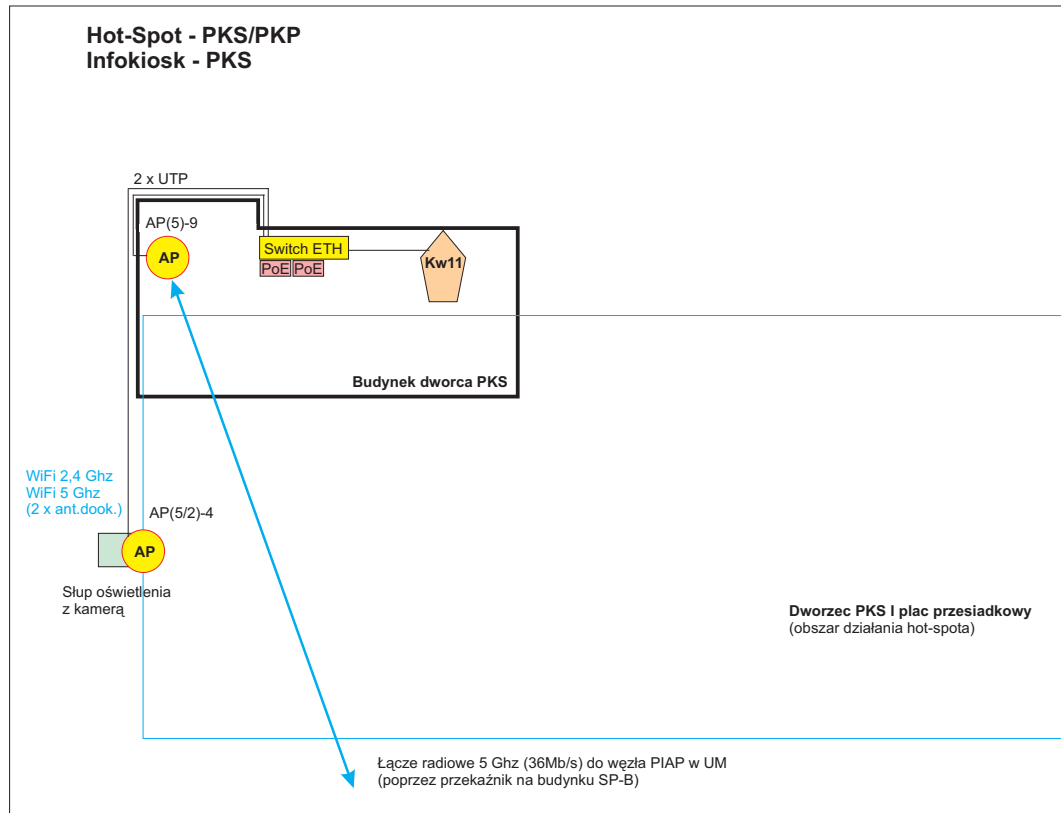 Hot-Spot - PKS/PKP
Infokiosk - PKS
2 x UTP
AP(5)-9
AP
Switch ETH
PoE PoE
Kw11
Budynek dworca PKS
WiFi 2,4 Ghz
WiFi 5 Ghz
(2 x ant.dook.)
AP(5/2)-4
AP
Słup oświetlenia
z kamerą
Dworzec PKS I plac przesiadkowy
(obszar działania hot-spota)
Łącze radiowe 5 Ghz (36Mb/s) do węzła PIAP w UM
(poprzez przekaźnik na budynku SP-B)